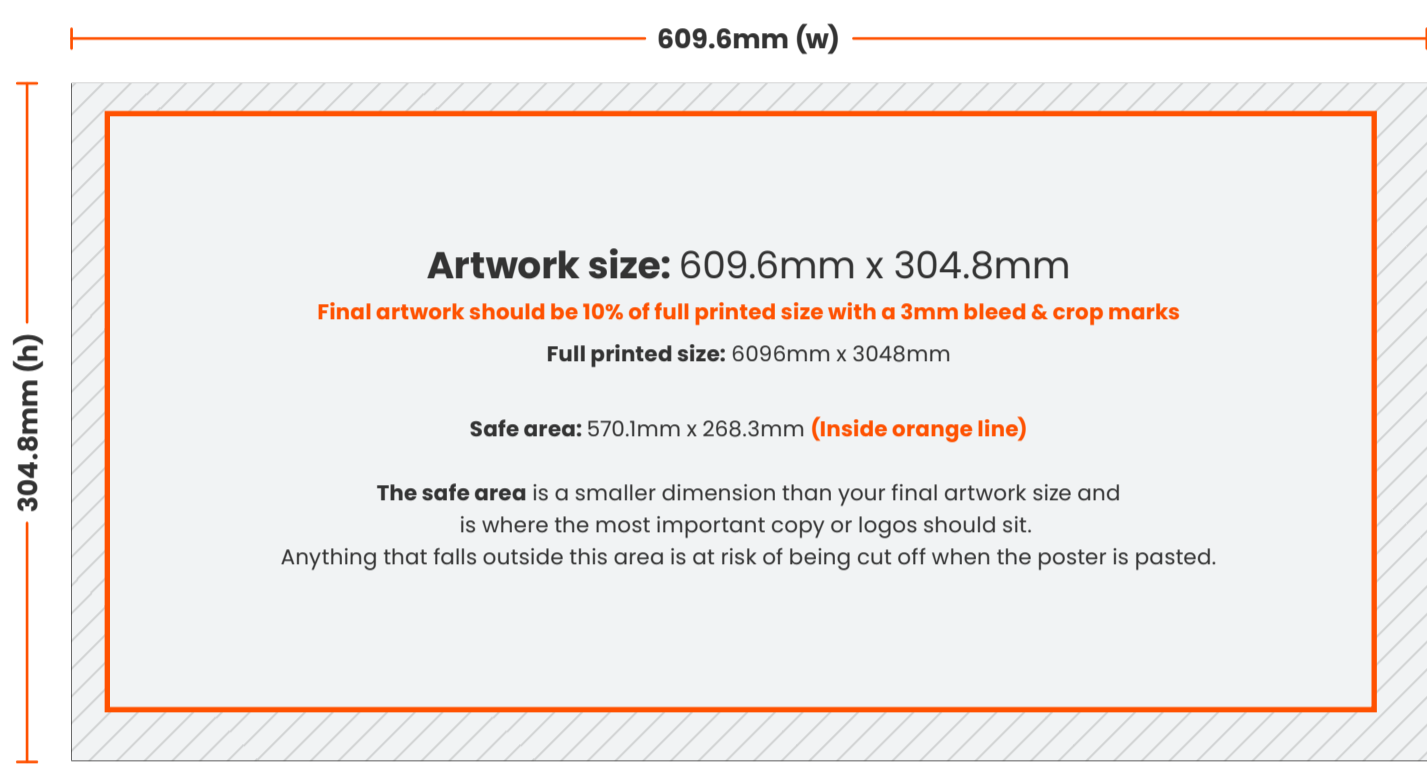 609.6mm (w)
304.8mm (h)
Artwork size: 609.6mm x 304.8mm
Final artwork should be 10% of full printed size with a 3mm bleed & crop marks
Full printed size: 6096mm x 3048mm
Safe area: 570.1mm x 268.3mm (Inside orange line)
The safe area is a smaller dimension than your final artwork size and
is where the most important copy or logos should sit.
Anything that falls outside this area is at risk of being cut off when the poster is pasted.